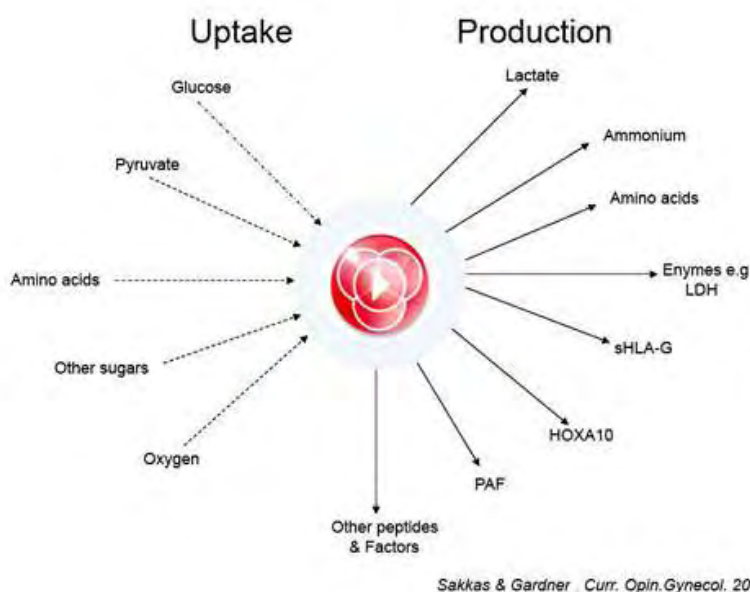 Uptake
Production
Glucose
Pyruvate
Amino acids
Other sugars
Oxygen
Lactate
Ammonium
Amino acids
Enymes e.g
LDH
sHLA-G
HOXA10
PAF
Other peptides
& Factors
Sakkas & Gardner Curr. Opin.Gynecol. 20